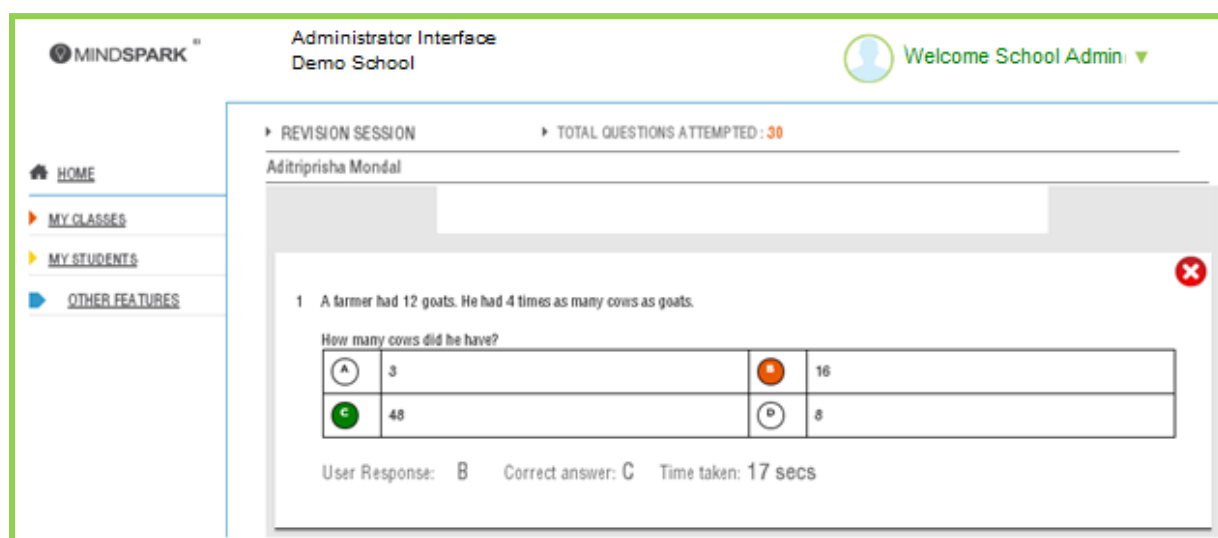 MINDSPARK
Administrator Interface
Demo School
Welcome School Admin
REVISION SESSION TOTAL QUESTIONS ATTEMPTED : 30
Aditriprisha Mondal
HOME
MY CLASSES
MY STUDENTS
OTHER FEATURES
1 A farmer had 12 goats. He had 4 times as many cows as goats.
How many cows did he have?
A 3 B 16
C 48 D 8
User Response: B Correct answer: C Time taken: 17 secs